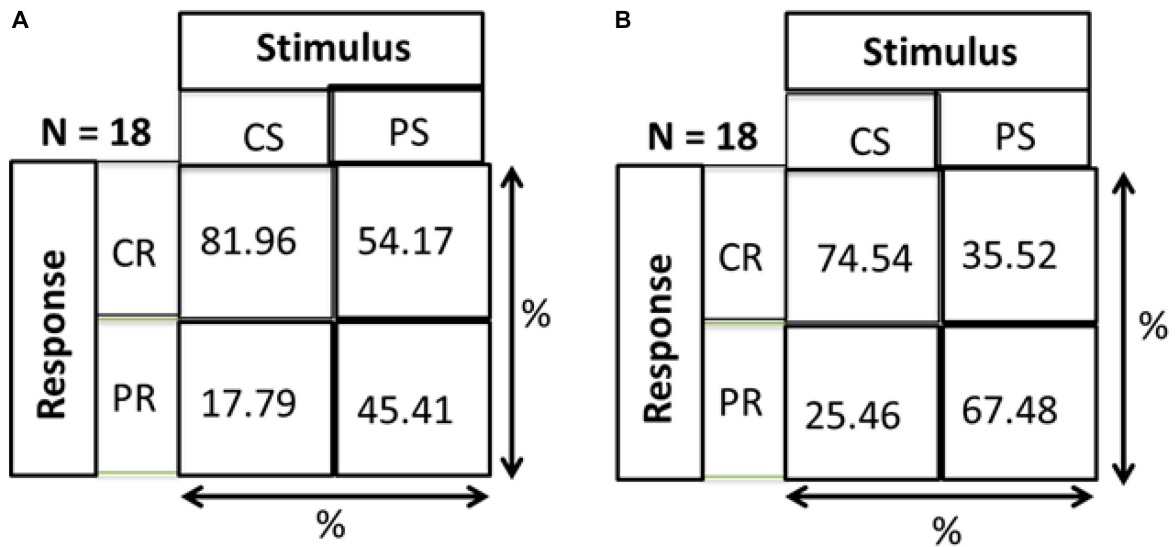 A
Stimulus
N = 18
CS PS
Response
CR 81.96 54.17
PR 17.79 45.41
%
%
B
Stimulus
N = 18
CS PS
Response
CR 74.54 35.52
PR 25.46 67.48
%
%